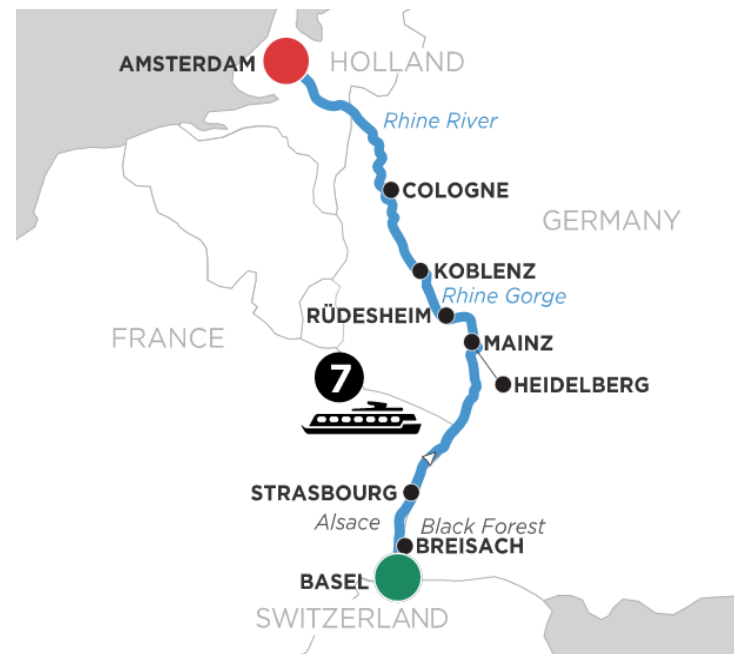 AMSTERDAM
HOLLAND
Rhine River
COLOGNE
GERMANY
KOBLENZ
Rhine Gorge
RÜDESHEIM
FRANCE
MAINZ
7
HEIDELBERG
STRASBOURG
Alsace
Black Forest
BREISACH
BASEL
SWITZERLAND